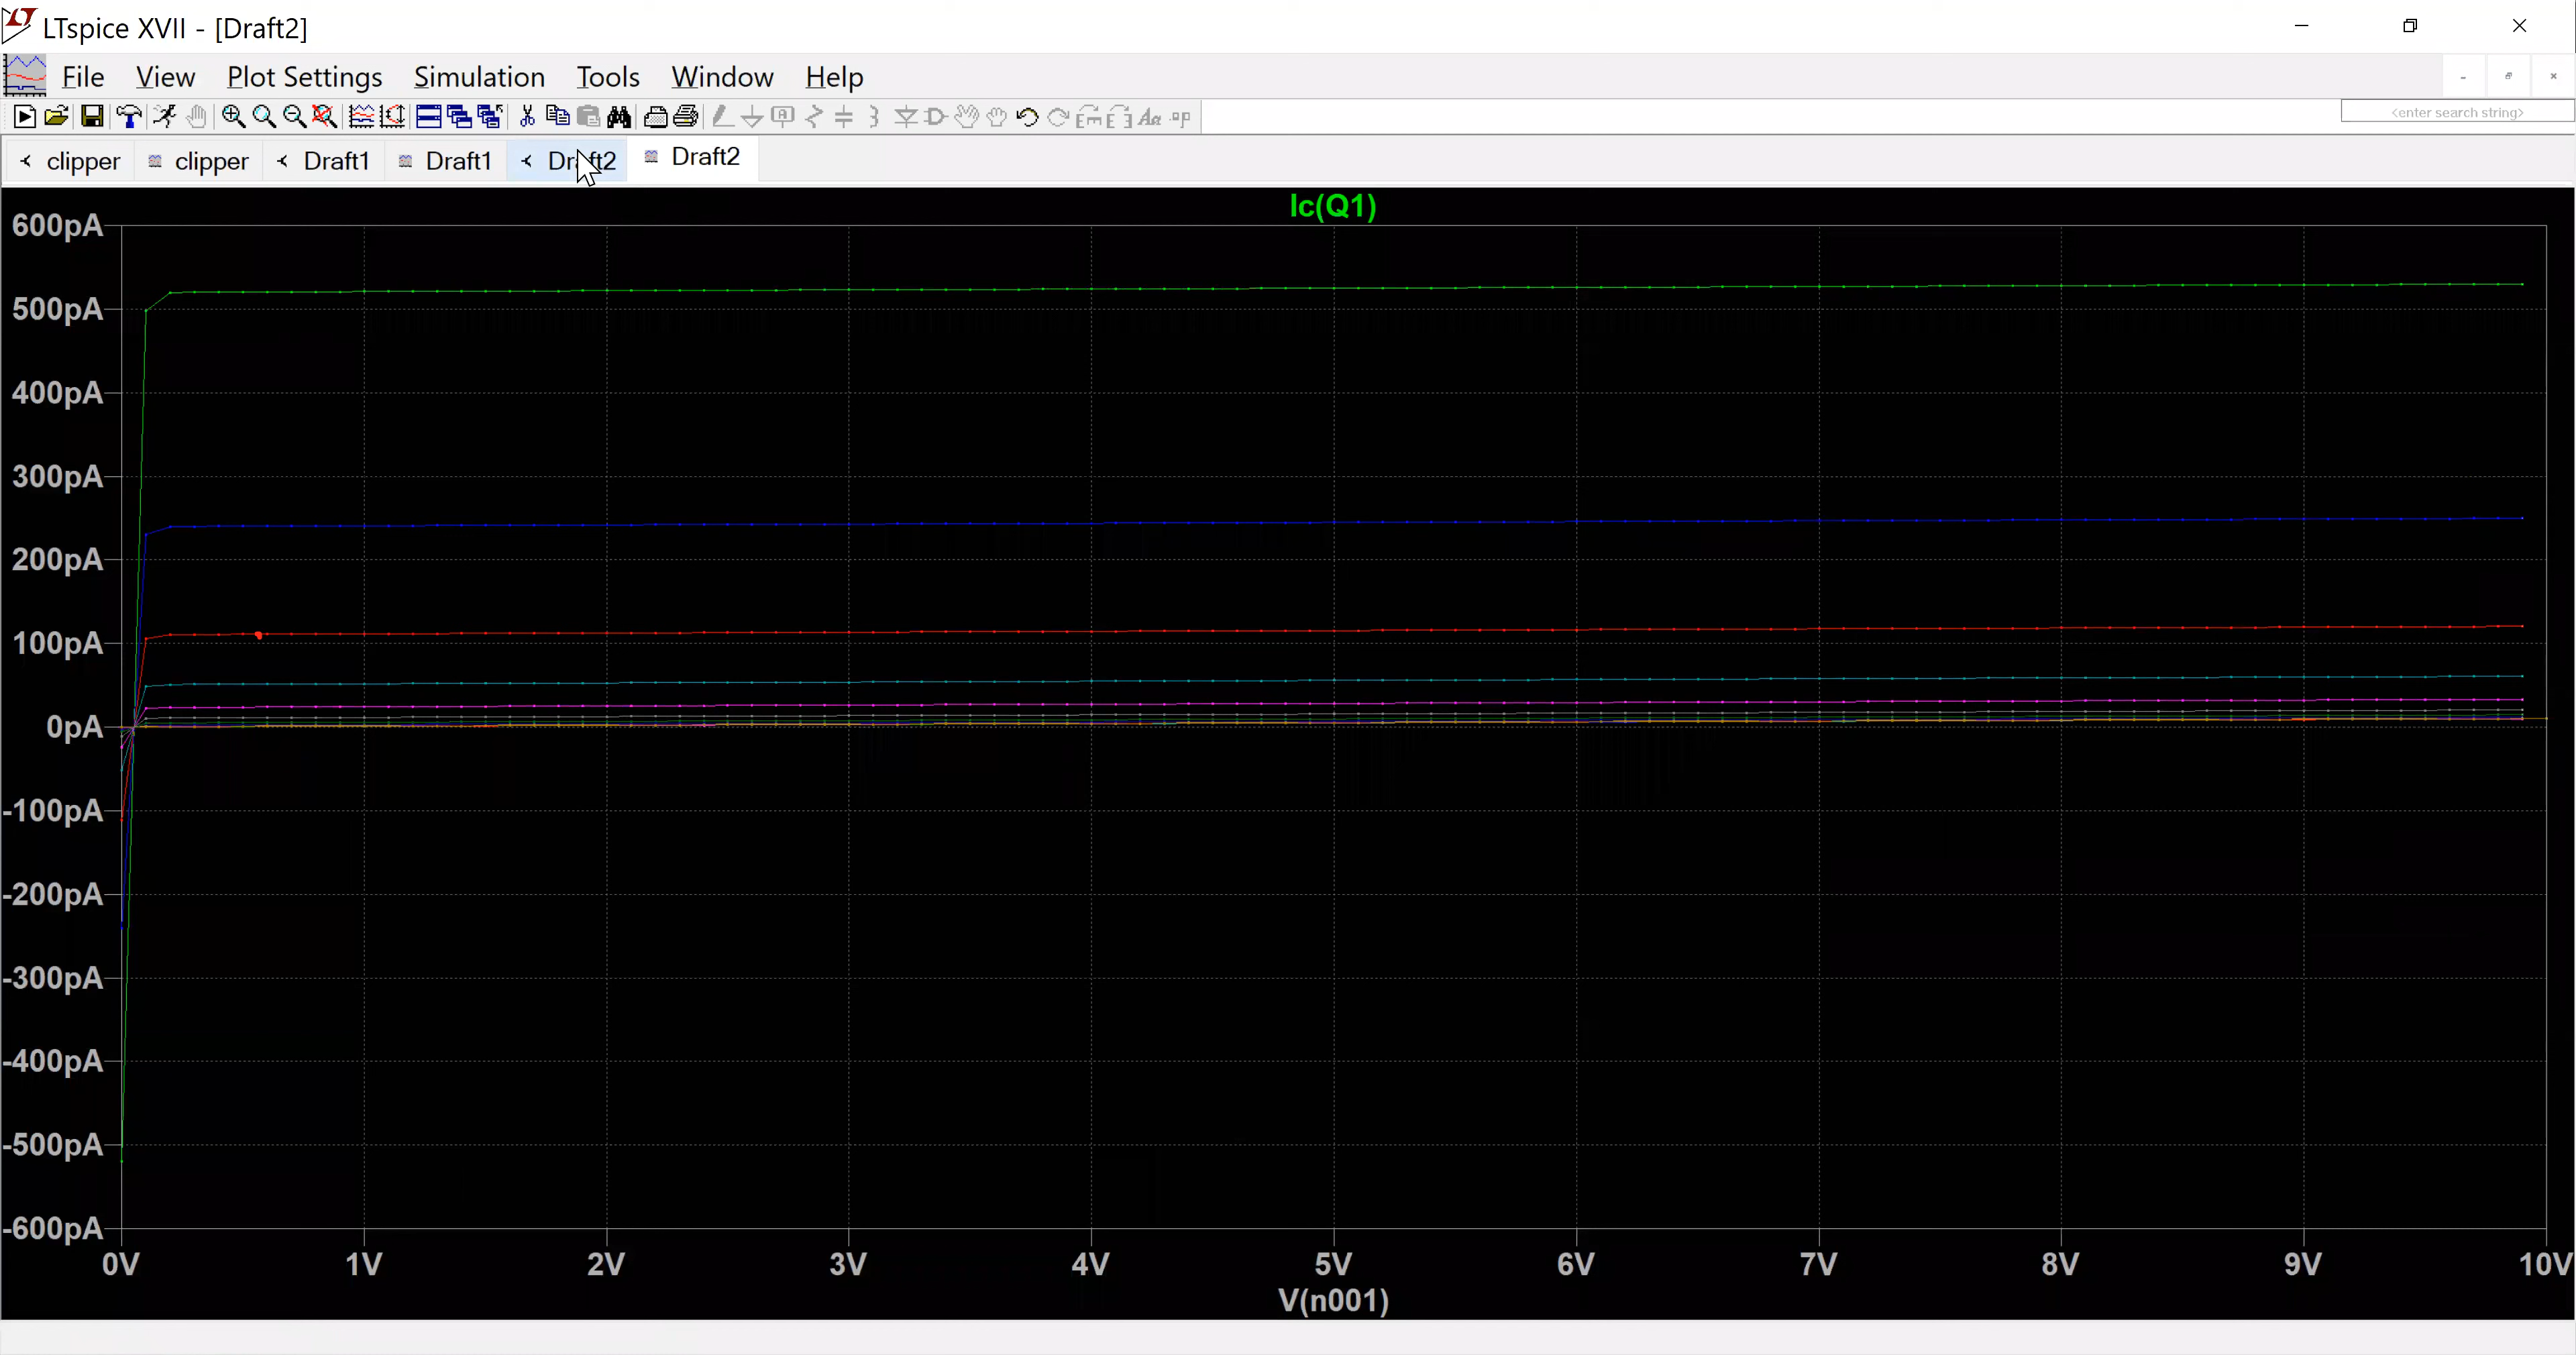 LTspice XVII - [Draft2]
File View Plot Settings Simulation Tools Window Help
<enter search string>
clipper clipper Draft1 Draft1 Draft2 Draft2
Ic(Q1)
600pA
500pA
400pA
300pA
200pA
100pA
0pA
-100pA
-200pA
-300pA
-400pA
-500pA
-600pA
0V 1V 2V 3V 4V 5V 6V 7V 8V 9V 10V
V(n001)